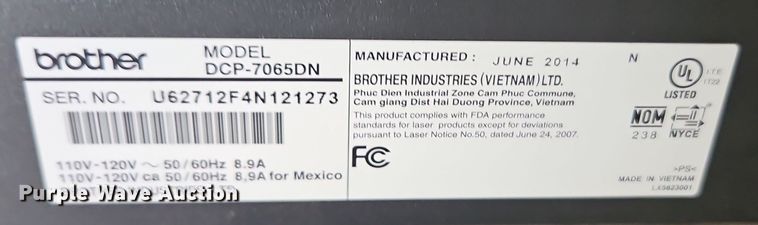 brother
MODEL
DCP-7065DN
SER. NO. U62712F4N121273
110V-120V ~ 50/60Hz 8.9A
110V-120V ca 50/60Hz 8,9A for Mexico
MANUFACTURED : JUNE 2014 N
BROTHER INDUSTRIES (VIETNAM) LTD.
Phuc Dien Industrial Zone Cam Phuc Commune,
Cam giang Dist Hai Duong Province, Vietnam
This product complies with FDA performance
standards for laser products except for deviations
pursuant to Laser Notice No.50, dated June 24, 2007.
FC
UL
I.T.E.
LISTED
NOM
238 NYCE
>PS<
MADE IN VIETNAM
Purple Wave Auction